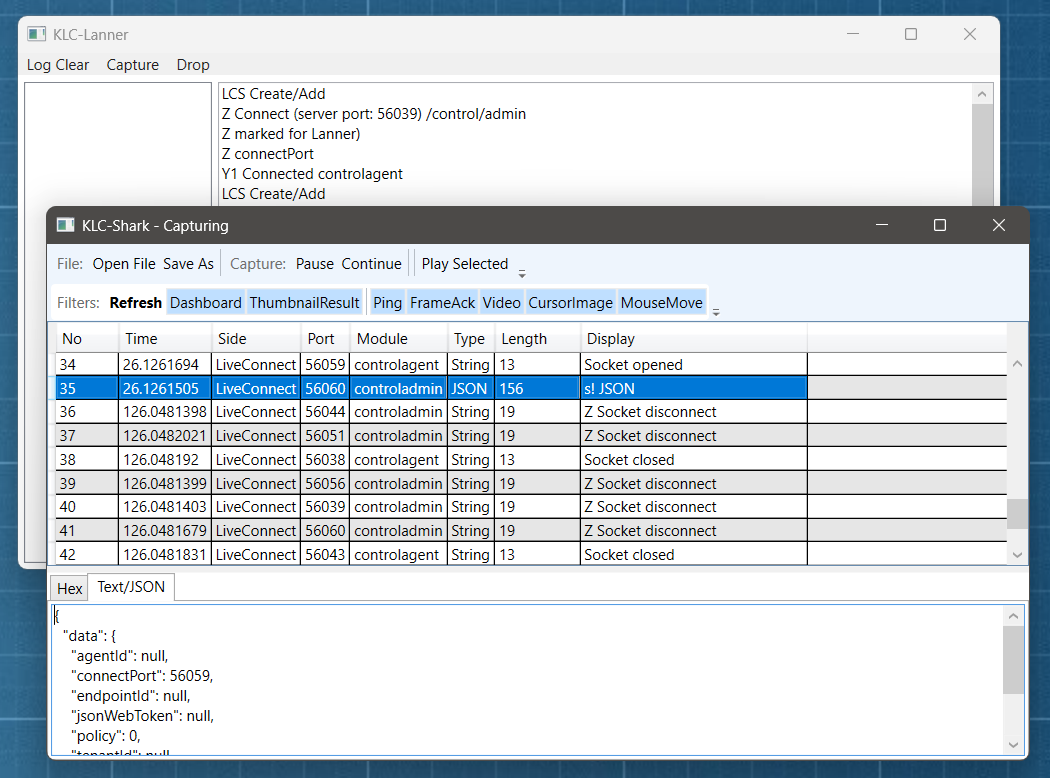 KLC-Lanner
Log Clear Capture Drop
LCS Create/Add
Z Connect (server port: 56039) /control/admin
Z marked for Lanner)
Z connectPort
Y1 Connected controlagent
LCS Create/Add
KLC-Shark - Capturing
File: Open File Save As Capture: Pause Continue Play Selected
Filters: Refresh Dashboard ThumbnailResult Ping FrameAck Video CursorImage MouseMove
No Time Side Port Module Type Length Display
34 26.1261694 LiveConnect 56059 controlagent String 13 Socket opened
35 26.1261505 LiveConnect 56060 controladmin JSON 156 s! JSON
36 126.0481398 LiveConnect 56044 controladmin String 19 Z Socket disconnect
37 126.0482021 LiveConnect 56051 controladmin String 19 Z Socket disconnect
38 126.048192 LiveConnect 56038 controlagent String 13 Socket closed
39 126.0481399 LiveConnect 56056 controladmin String 19 Z Socket disconnect
40 126.0481403 LiveConnect 56039 controladmin String 19 Z Socket disconnect
41 126.0481679 LiveConnect 56060 controladmin String 19 Z Socket disconnect
42 126.0481831 LiveConnect 56043 controlagent String 13 Socket closed
Hex Text/JSON
{
"data": {
"agentId": null,
"connectPort": 56059,
"endpointId": null,
"jsonWebToken": null,
"policy": 0,
"tenantId": null